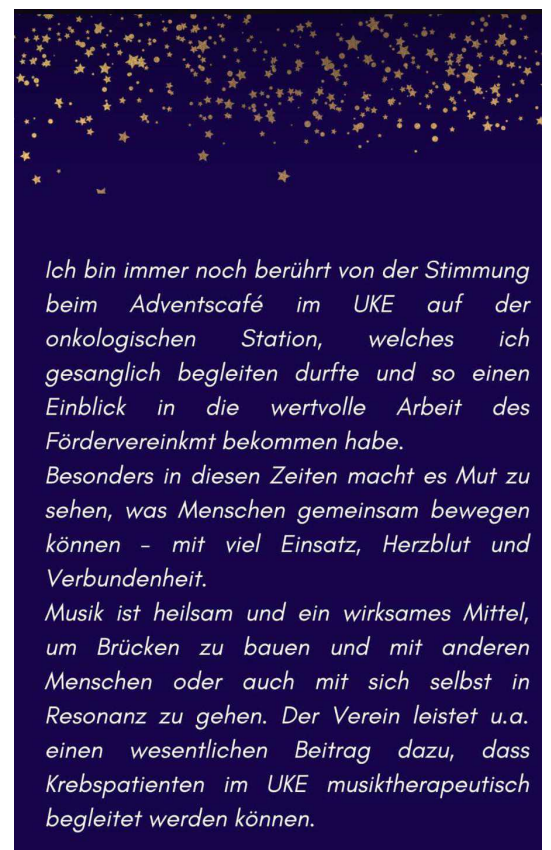 Ich bin immer noch berührt von der Stimmung
beim Adventscafé im UKE auf der
onkologischen Station, welches ich
gesanglich begleiten durfte und so einen
Einblick in die wertvolle Arbeit des
Fördervereinkmt bekommen habe.
Besonders in diesen Zeiten macht es Mut zu
sehen, was Menschen gemeinsam bewegen
können - mit viel Einsatz, Herzblut und
Verbundenheit.
Musik ist heilsam und ein wirksames Mittel,
um Brücken zu bauen und mit anderen
Menschen oder auch mit sich selbst in
Resonanz zu gehen. Der Verein leistet u.a.
einen wesentlichen Beitrag dazu, dass
Krebspatienten im UKE musiktherapeutisch
begleitet werden können.